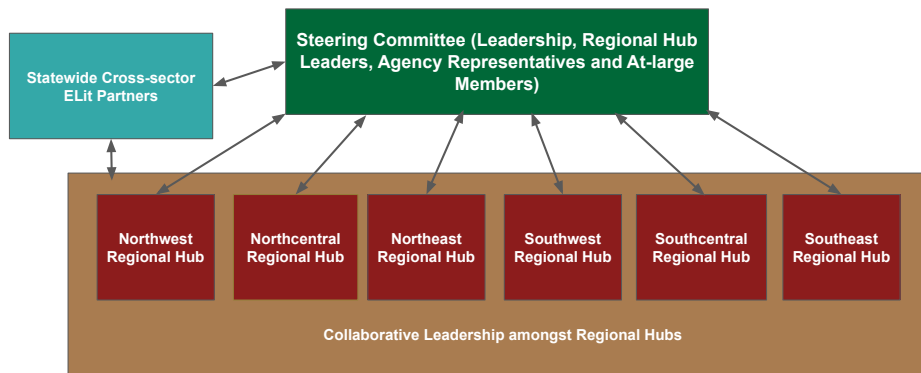 Steering Committee (Leadership, Regional Hub
Leaders, Agency Representatives and At-large
Members)
Statewide Cross-sector
ELit Partners
Northwest
Regional Hub
Northcentral
Regional Hub
Northeast
Regional Hub
Southwest
Regional Hub
Southcentral
Regional Hub
Southeast
Regional Hub
Collaborative Leadership amongst Regional Hubs